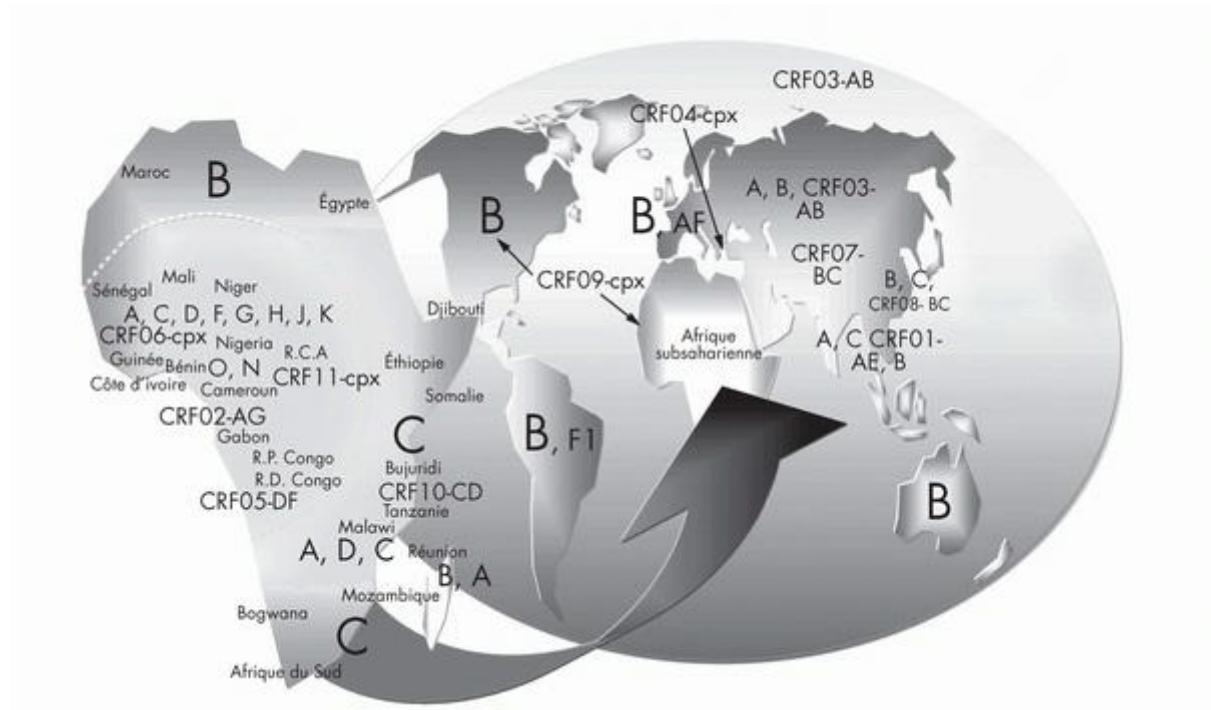 CRF03-AB
CRF04-cpx
Maroc
B
Égypte
B
B, AF
A, B, CRF03-
AB
CRF07-
BC
B, C,
CRF08- BC
CRF09-cpx
Mali
Sénégal
Niger
A, C, D, F, G, H, J, K
CRF06-cpx
Nigeria
R.C.A
Guinée
Bénin
O, N
CRF11-cpx
Côte d'ivoire
Cameroun
CRF02-AG
Gabon
R.P. Congo
R.D. Congo
CRF05-DF
Djibouti
Éthiopie
Somalie
C
Bujuridi
CRF10-CD
Tanzanie
Malawi
A, D, C
Réunion
B, A
Mozambique
Bogwana
C
Afrique du Sud
B, F1
Afrique
subsaharienne
A, C CRF01-
AE, B
B